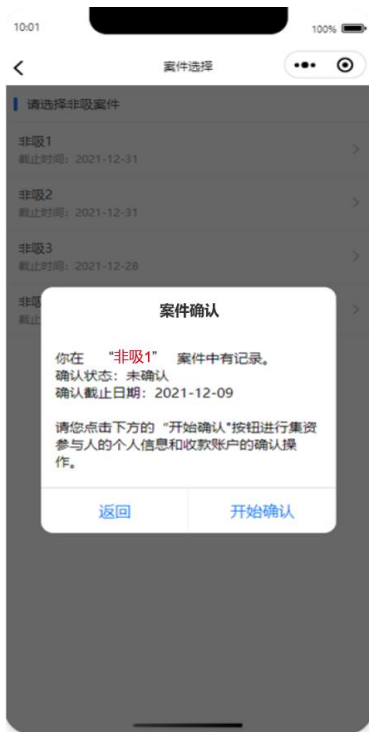 10:01
100%
案件选择
请选择非吸案件
非吸1
截止时间：2021-12-31
非吸2
截止时间：2021-12-31
非吸3
截止时间：2021-12-28
非吸
截止
案件确认
你在 “非吸1” 案件中有记录。
确认状态：未确认
确认截止日期：2021-12-09
请您点击下方的“开始确认”按钮进行集资
参与人的个人信息和收款账户的确认操
作。
返回 开始确认